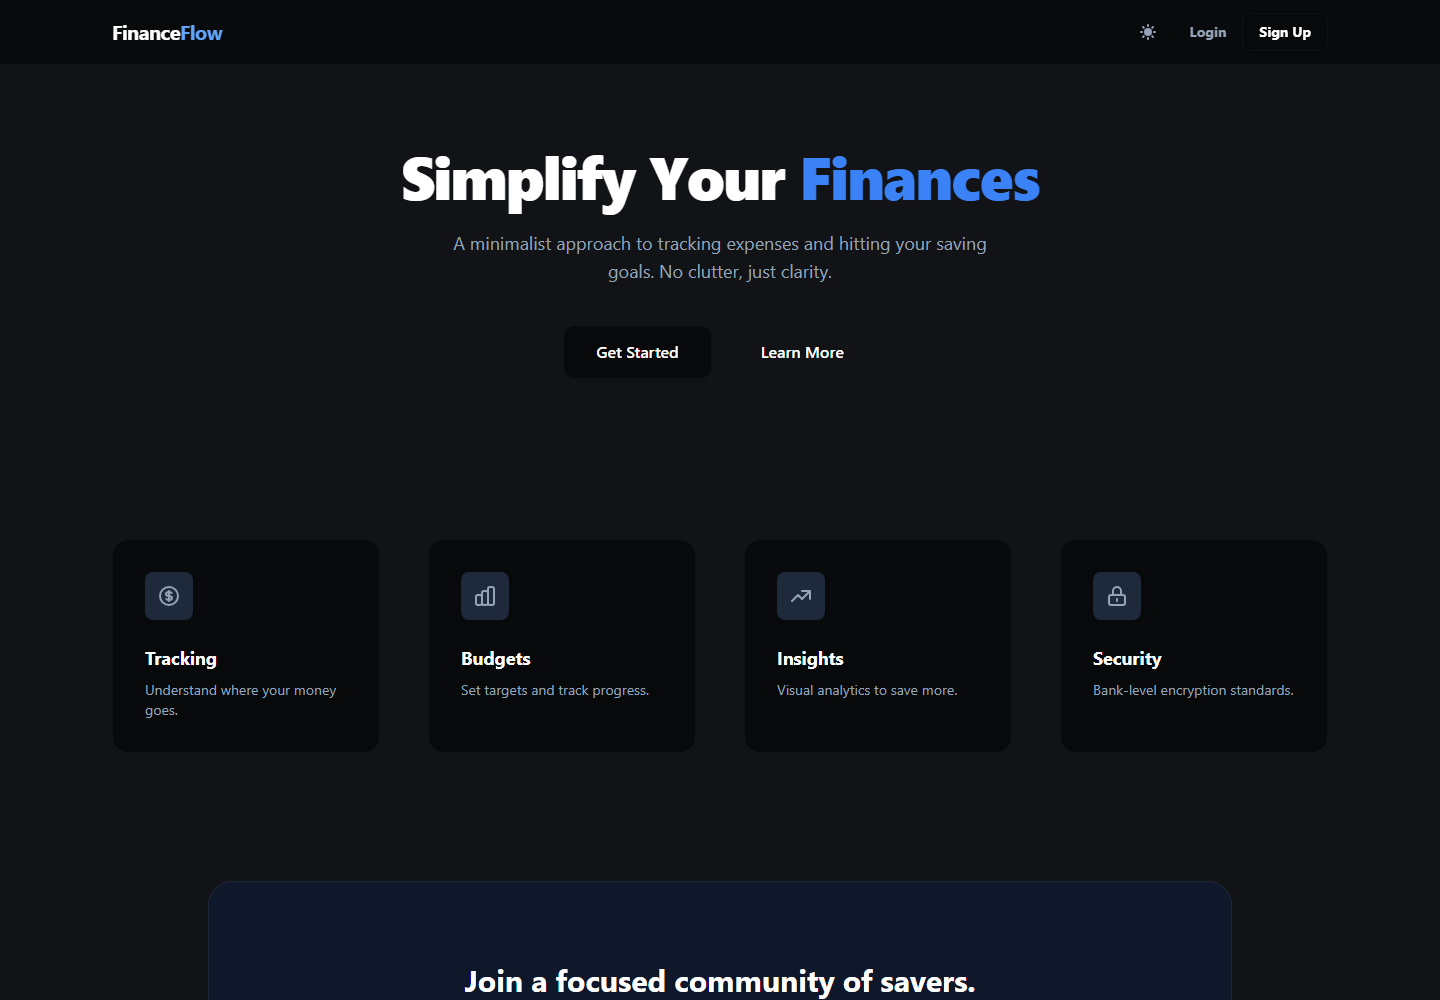 FinanceFlow
Login
Sign Up
Simplify Your Finances
A minimalist approach to tracking expenses and hitting your saving
goals. No clutter, just clarity.
Get Started
Learn More
Tracking
Understand where your money
goes.
Budgets
Set targets and track progress.
Insights
Visual analytics to save more.
Security
Bank-level encryption standards.
Join a focused community of savers.